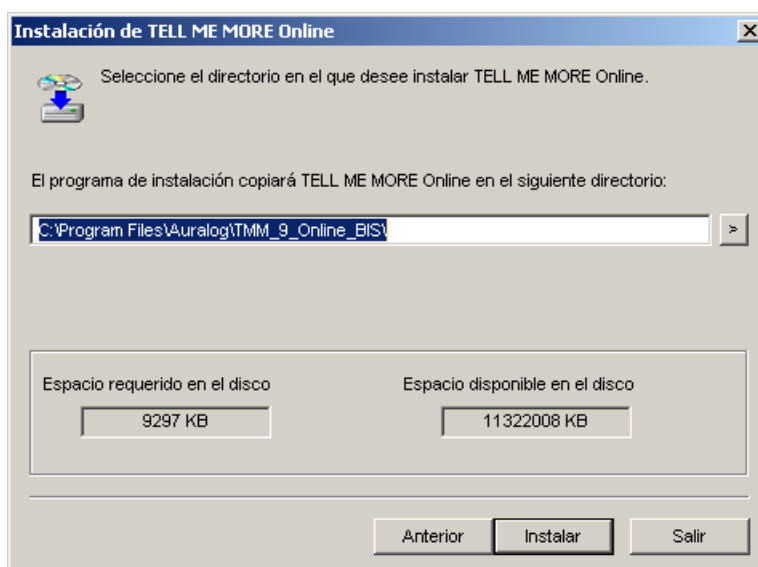 Instalación de TELL ME MORE Online
Seleccione el directorio en el que desee instalar TELL ME MORE Online.
El programa de instalación copiará TELL ME MORE Online en el siguiente directorio:
C:\Program Files\Auralog\TMM_9_Online_BIS\
>
Espacio requerido en el disco
Espacio disponible en el disco
9297 KB
11322008 KB
Anterior
Instalar
Salir